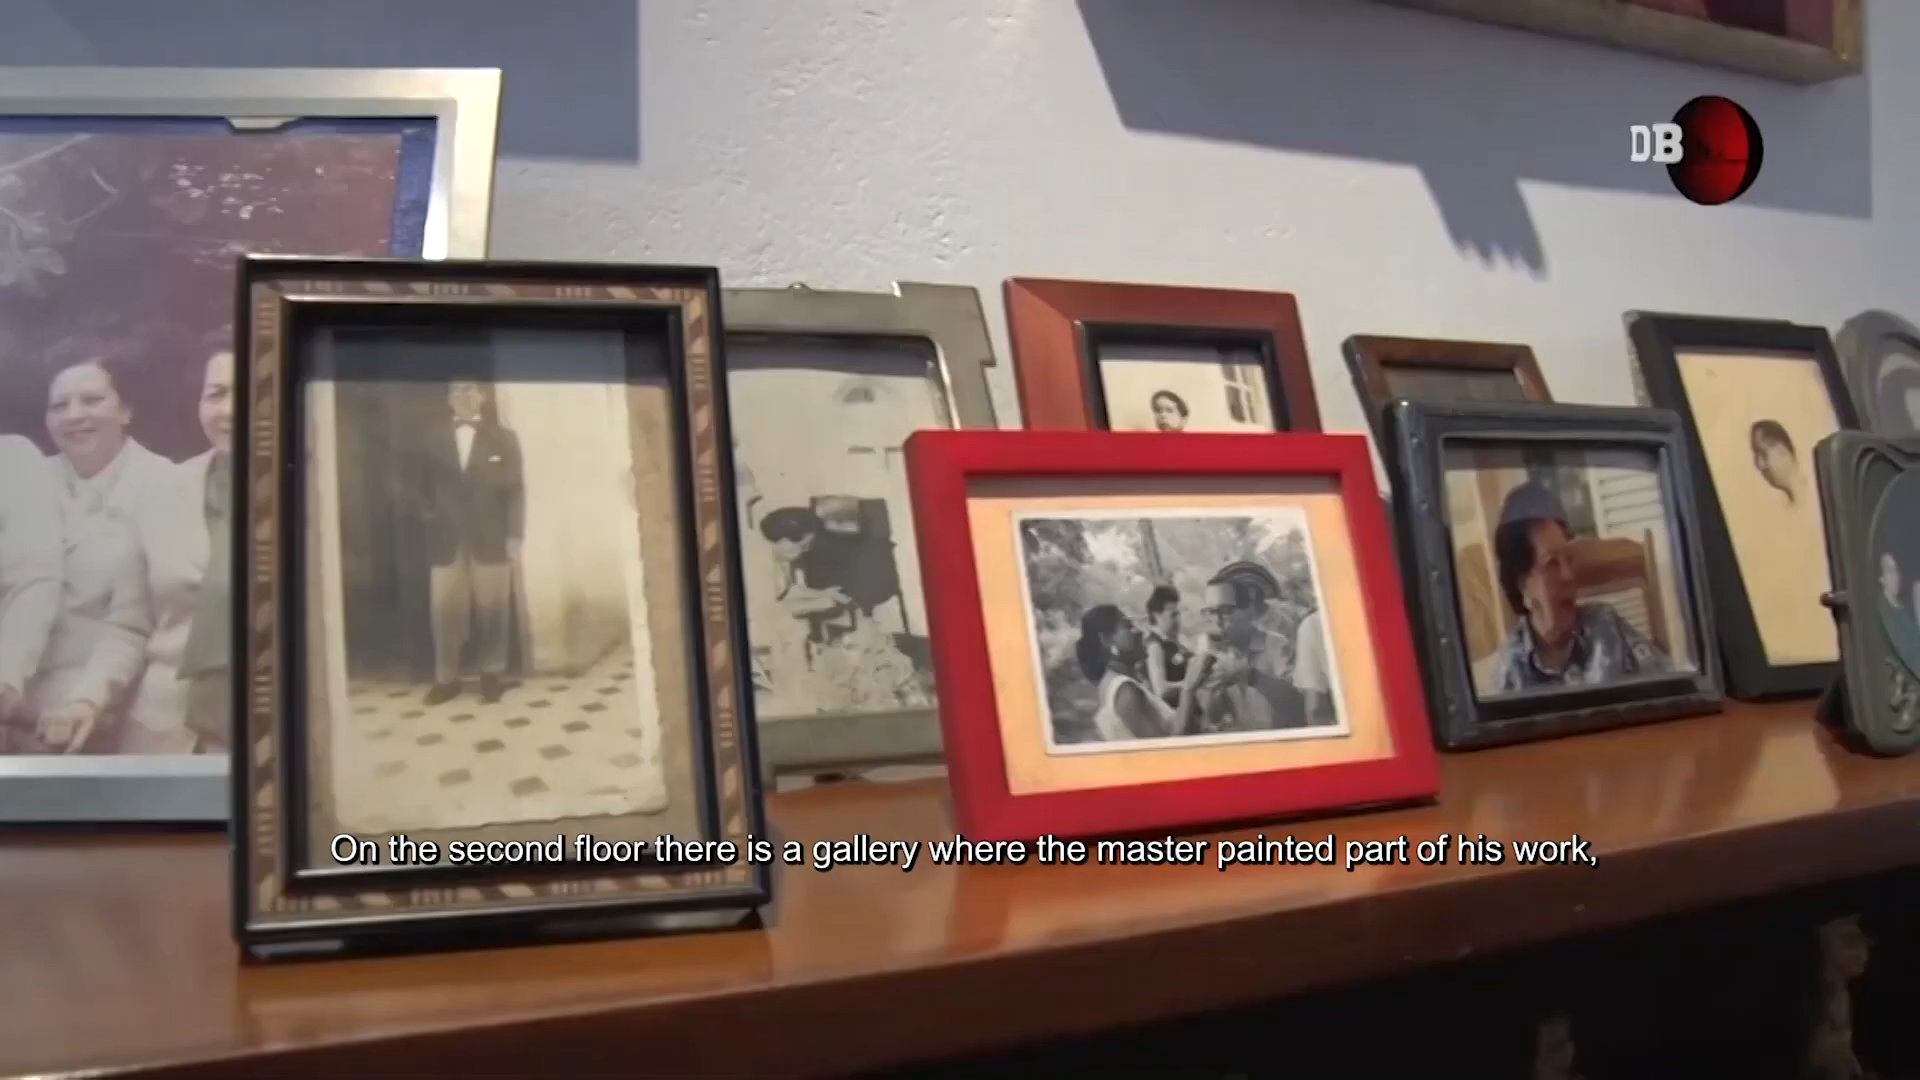 DB
On the second floor there is a gallery where the master painted part of his work,